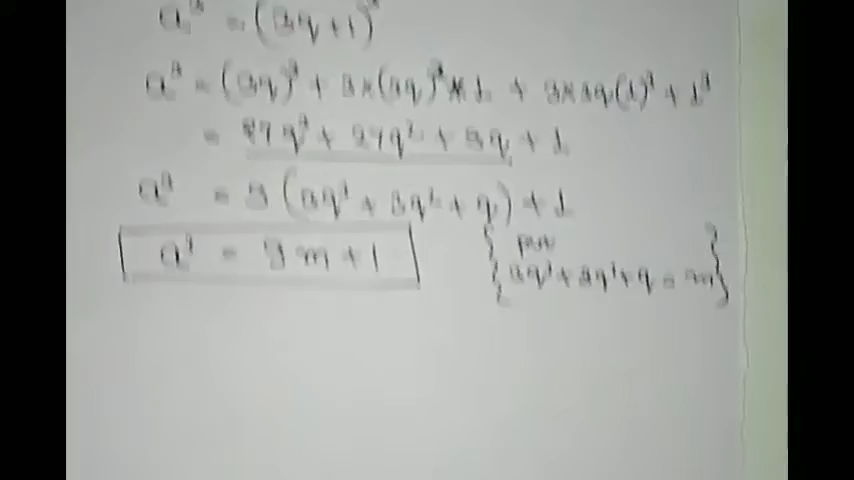 a³ = (3q+1)³
a³ = (3q)³ + 3×(3q)²×1 + 3×3q(1)² + 1³
= 27q³ + 27q² + 9q + 1
a³ = 9 (3q³ + 3q² + q) + 1
a³ = 9m+1 { put
{3q³+3q²+q = m}